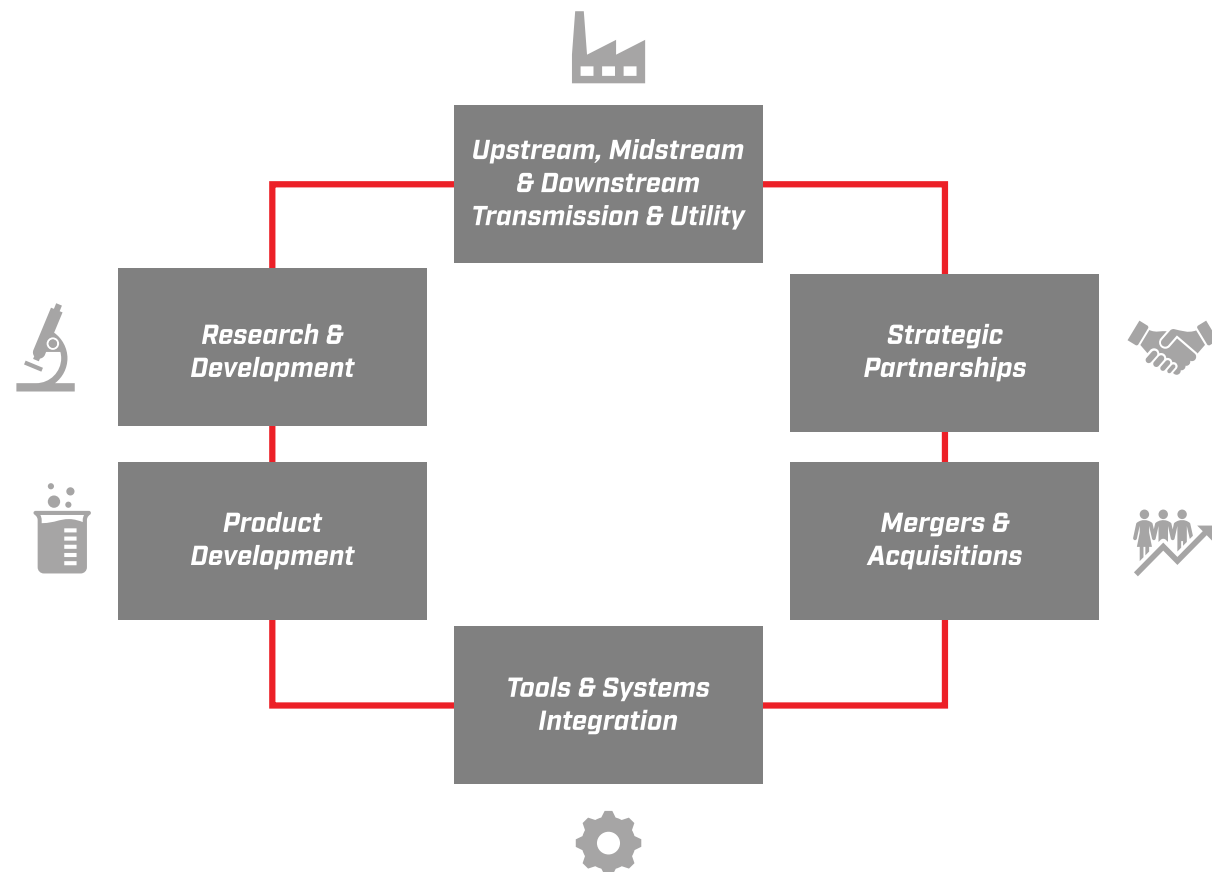 Upstream, Midstream
& Downstream
Transmission & Utility
Research &
Development
Strategic
Partnerships
Product
Development
Mergers &
Acquisitions
Tools & Systems
Integration